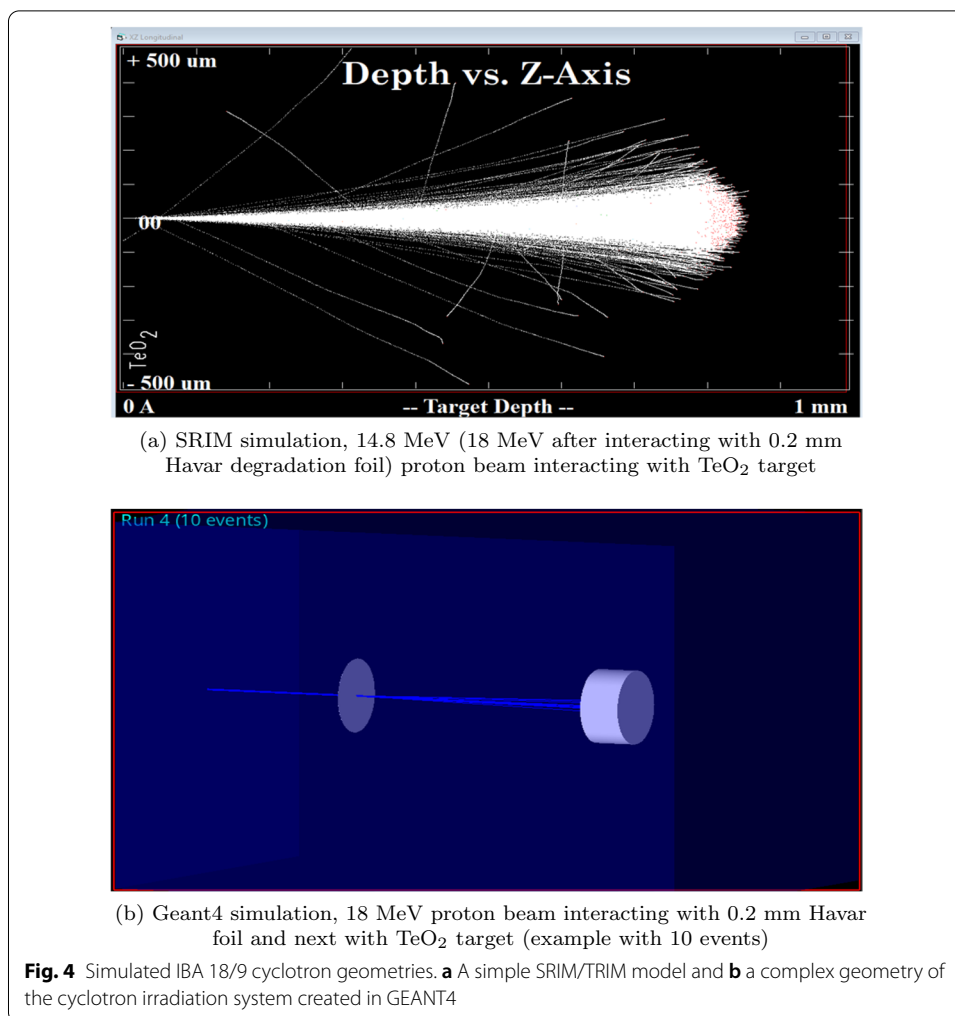 XZ Longitudinal
+ 500 um
Depth vs. Z-Axis
00
TeO2
- 500 um
0 A
-- Target Depth --
1 mm
(a) SRIM simulation, 14.8 MeV (18 MeV after interacting with 0.2 mm
Havar degradation foil) proton beam interacting with TeO₂ target
Run 4 (10 events)
(b) Geant4 simulation, 18 MeV proton beam interacting with 0.2 mm Havar
foil and next with TeO₂ target (example with 10 events)
Fig. 4 Simulated IBA 18/9 cyclotron geometries. a A simple SRIM/TRIM model and b a complex geometry of
the cyclotron irradiation system created in GEANT4